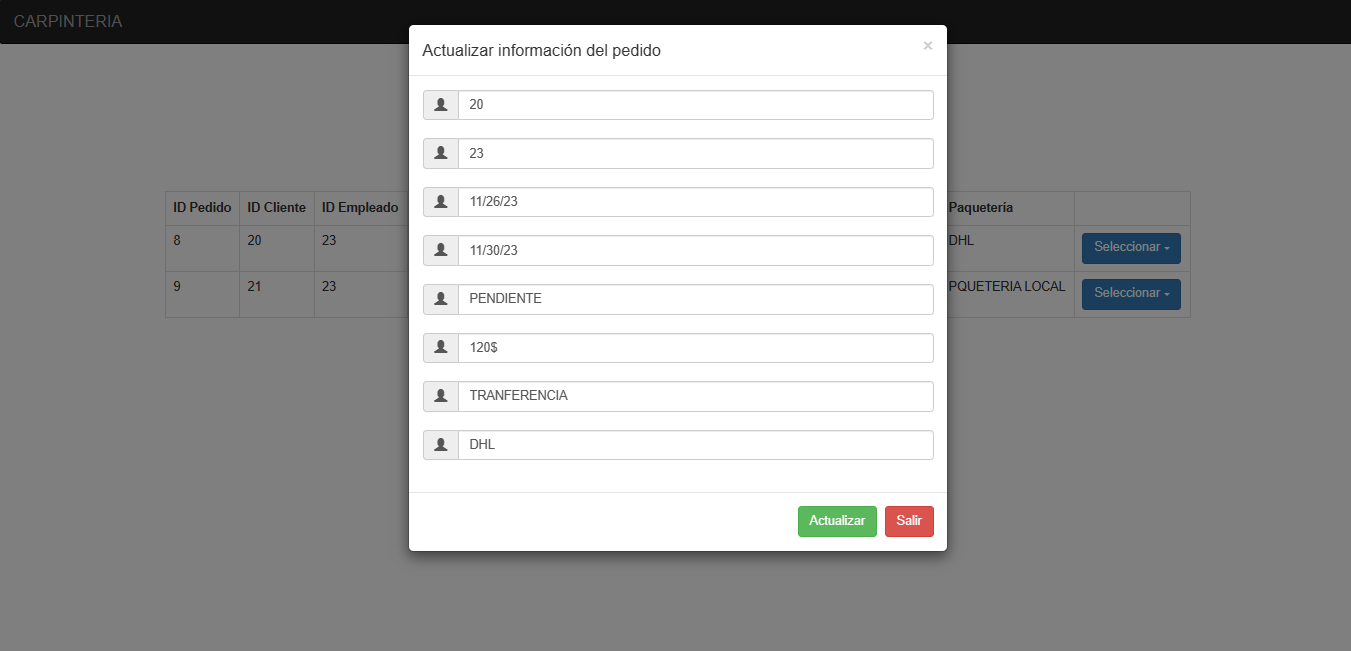 CARPINTERIA
Actualizar información del pedido ×
20
23
11/26/23
11/30/23
PENDIENTE
120$
TRANFERENCIA
DHL
Actualizar Salir
ID Pedido ID Cliente ID Empleado Paquetería
8 20 23 DHL Seleccionar
9 21 23 PQUETERIA LOCAL Seleccionar